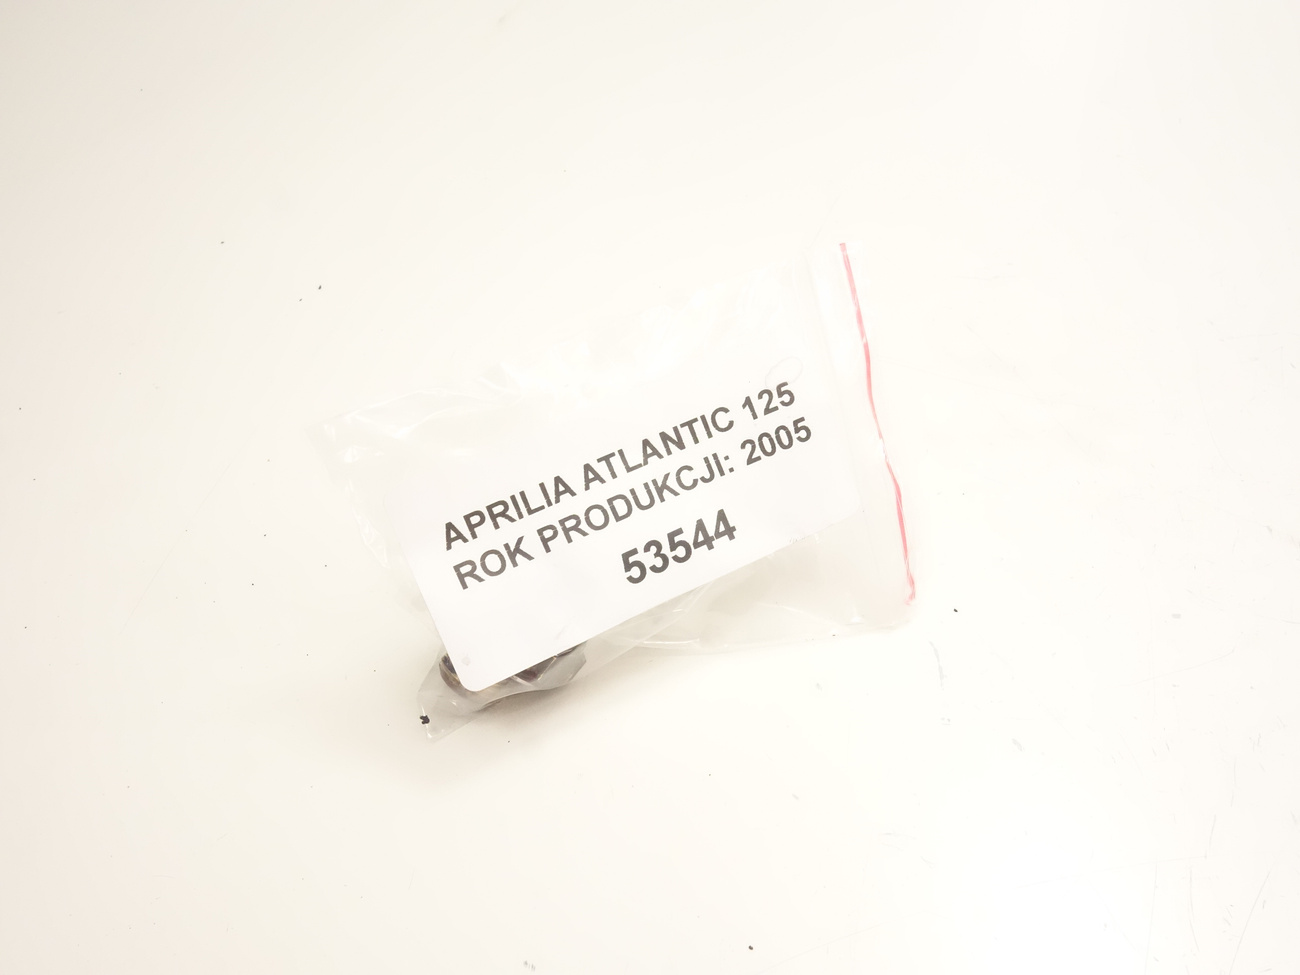 APRILIA ATLANTIC 125
ROK PRODUKCJI: 2005
53544